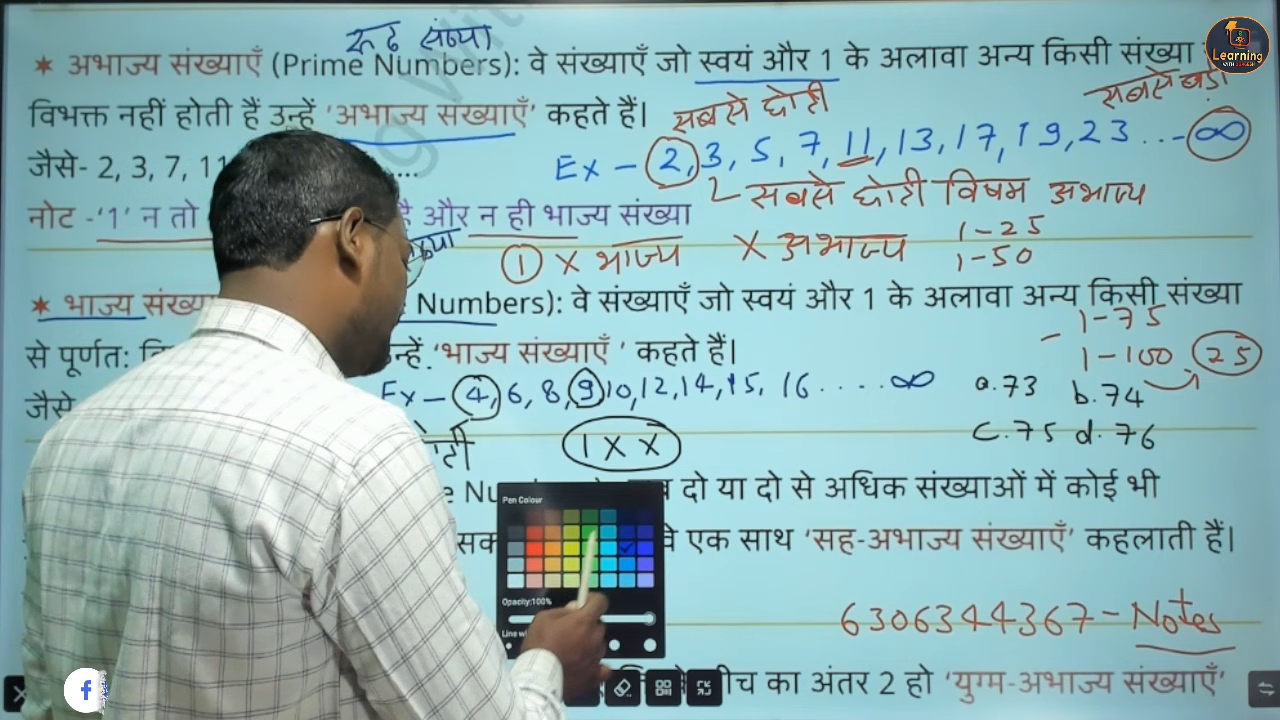 रूढ़ संख्या
✶ अभाज्य संख्याएँ (Prime Numbers): वे संख्याएँ जो स्वयं और 1 के अलावा अन्य किसी संख्या
Learning
सबसे छोटी सबसे बड़ी
विभक्त नहीं होती हैं उन्हें 'अभाज्य संख्याएँ' कहते हैं।
Ex - 2, 3, 5, 7, 11, 13, 17, 19, 23 ... - ∞
जैसे- 2, 3, 7, 11
सबसे छोटी विषम अभाज्य
नोट -'1' न तो है और न ही भाज्य संख्या
1 X भाज्य X अभाज्य 1-25
1-50
✶ भाज्य संख्या Numbers): वे संख्याएँ जो स्वयं और 1 के अलावा अन्य किसी संख्या
1-75
से पूर्णत: उन्हें 'भाज्य संख्याएँ ' कहते हैं।
1-100 25
जैसे Ex - 4, 6, 8, 9, 10, 12, 14, 15, 16 .... ∞ a.73 b.74
1 X X c.75 d.76
Pen Colour
दो या दो से अधिक संख्याओं में कोई भी
वे एक साथ 'सह-अभाज्य संख्याएँ' कहलाती हैं।
Opacity:100%
6306344367 - Notes
Line wi
बीच का अंतर 2 हो 'युग्म-अभाज्य संख्याएँ'
f